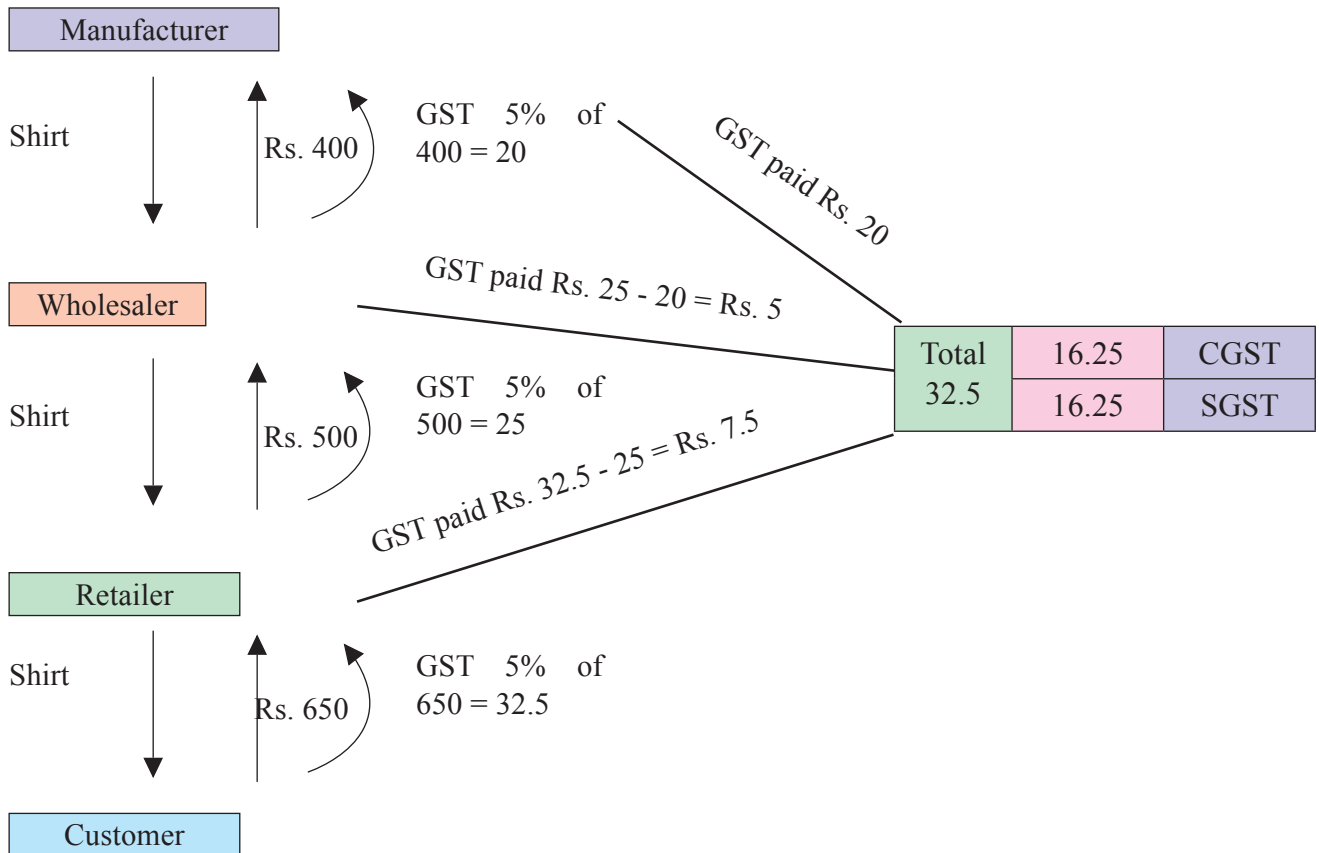 Manufacturer
Shirt
Rs. 400
GST 5% of
400 = 20
GST paid Rs. 20
Wholesaler
GST paid Rs. 25 - 20 = Rs. 5
Total
32.5
16.25
CGST
16.25
SGST
Shirt
Rs. 500
GST 5% of
500 = 25
GST paid Rs. 32.5 - 25 = Rs. 7.5
Retailer
Shirt
Rs. 650
GST 5% of
650 = 32.5
Customer